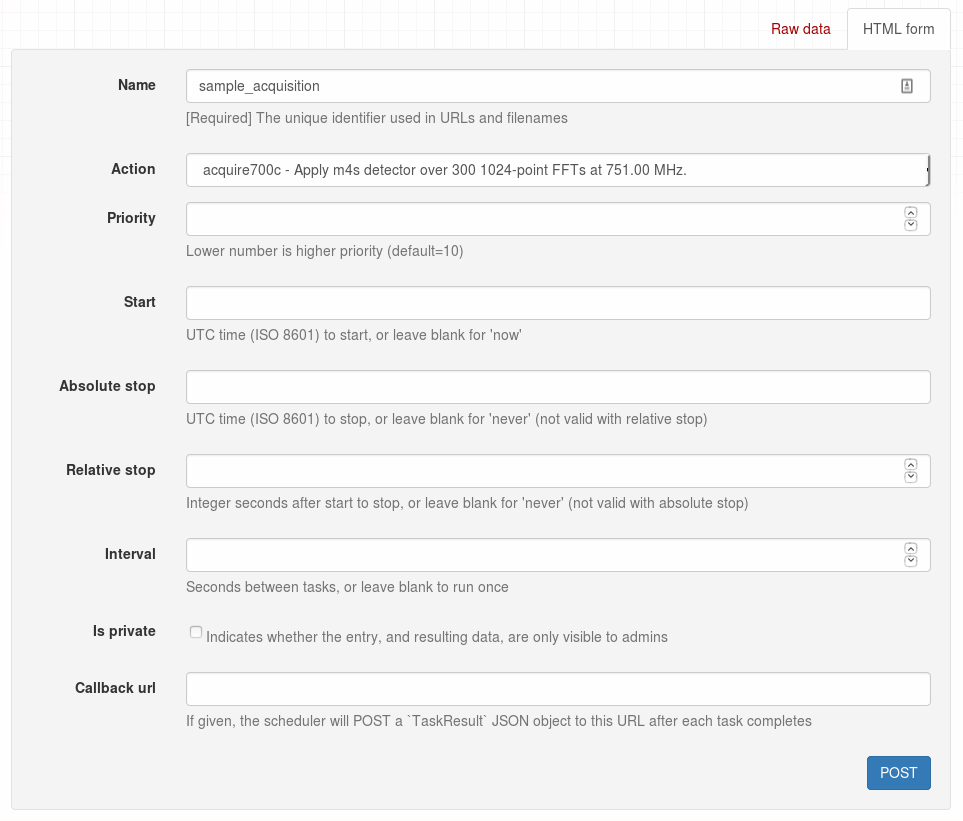 Raw data
HTML form
Name
sample_acquisition
[Required] The unique identifier used in URLs and filenames
Action
acquire700c - Apply m4s detector over 300 1024-point FFTs at 751.00 MHz.
Priority
Lower number is higher priority (default=10)
Start
UTC time (ISO 8601) to start, or leave blank for 'now'
Absolute stop
UTC time (ISO 8601) to stop, or leave blank for 'never' (not valid with relative stop)
Relative stop
Integer seconds after start to stop, or leave blank for 'never' (not valid with absolute stop)
Interval
Seconds between tasks, or leave blank to run once
Is private
Indicates whether the entry, and resulting data, are only visible to admins
Callback url
If given, the scheduler will POST a `TaskResult` JSON object to this URL after each task completes
POST